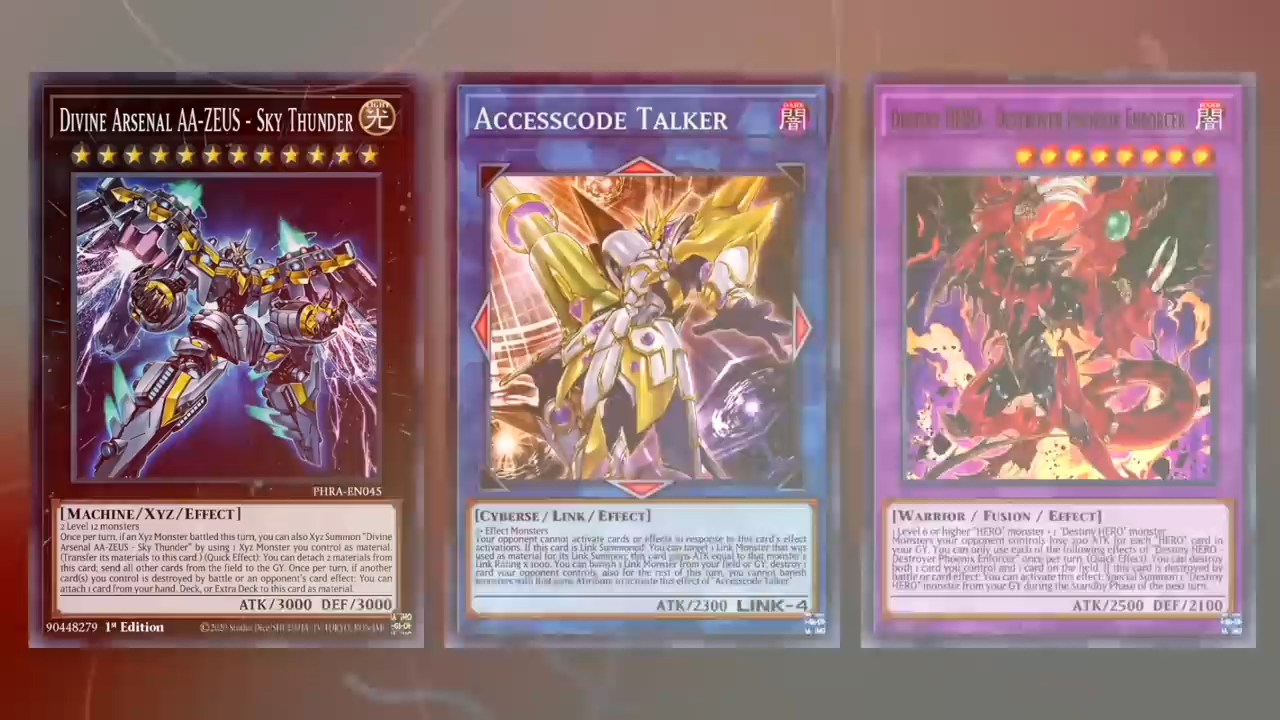 DIVINE ARSENAL AA-ZEUS - SKY THUNDER
LIGHT
光
PHRA-EN045
[MACHINE/XYZ/EFFECT]
2 Level 12 monsters
Once per turn, if an Xyz Monster battled this turn, you can also Xyz Summon "Divine
Arsenal AA-ZEUS - Sky Thunder" by using 1 Xyz Monster you control as material.
(Transfer its materials to this card.) (Quick Effect): You can detach 2 materials from
this card; send all other cards from the field to the GY. Once per turn, if another
card(s) you control is destroyed by battle or an opponent's card effect: You can
attach 1 card from your hand, Deck, or Extra Deck to this card as material.
ATK/3000 DEF/3000
90448279 1st Edition
ACCESSCODE TALKER
DARK
闇
[CYBERSE / LINK / EFFECT]
Effect Monsters
Your opponent cannot activate cards or effects in response to this card's effect
activations. If this card is Link Summoned: You can target 1 Link Monster that was
used as material for its Link Summon; this card gains ATK equal to that monster's
Link Rating x 1000. You can banish 1 Link Monster from your field or GY, destroy 1
card your opponent controls, also for the rest of this turn, you cannot banish
ATK/2300 LINK-4
DESTINY HERO - DESTROYER PHOENIX ENFORCER
闇
[WARRIOR / FUSION / EFFECT]
1 Level 6 or higher "HERO" monster + 1 "Destiny HERO" monster
Monsters your opponent controls lose 200 ATK for each "HERO" card in
your GY. You can only use each of the following effects of "Destiny HERO -
Destroyer Phoenix Enforcer" once per turn. (Quick Effect): You can destroy
both 1 card you control and 1 card on the field. If this card is destroyed by
battle or card effect: You can activate this effect; Special Summon 1 "Destiny
HERO" monster from your GY during the Standby Phase of the next turn.
ATK/2500 DEF/2100